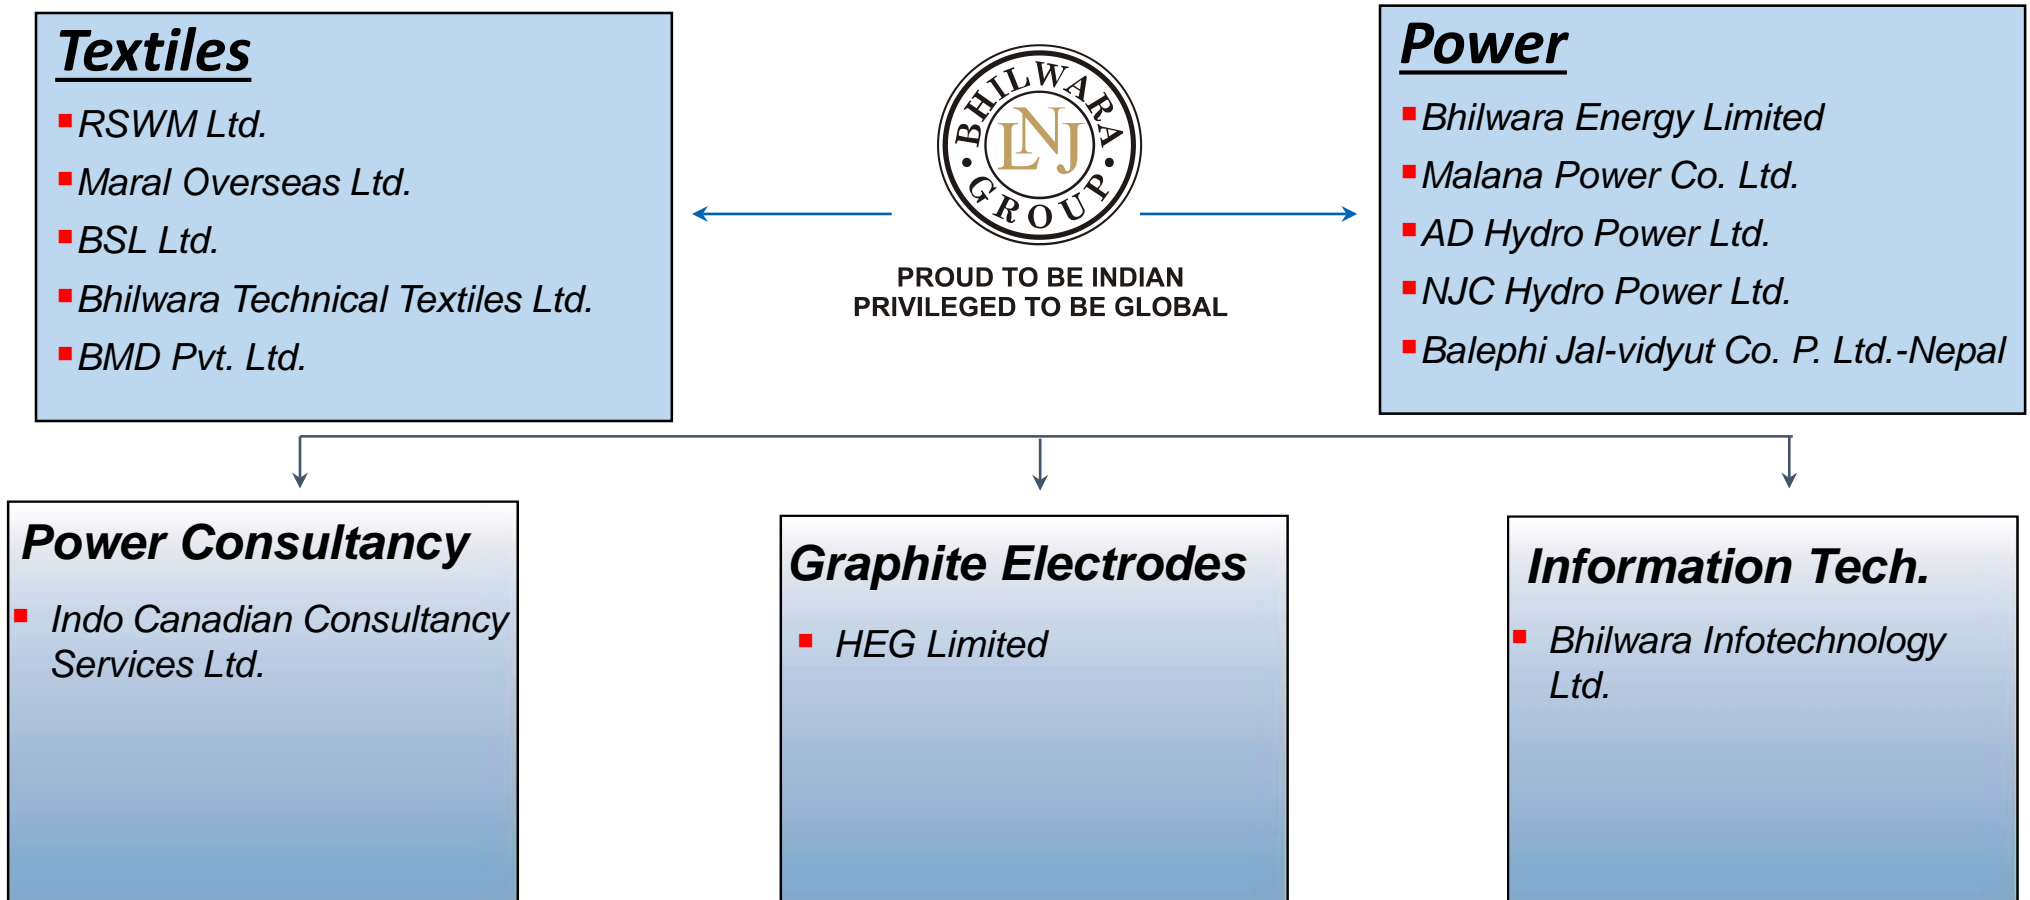 Textiles
RSWM Ltd.
Maral Overseas Ltd.
BSL Ltd.
Bhilwara Technical Textiles Ltd.
BMD Pvt. Ltd.
BHILWARA
LNJ
GROUP
PROUD TO BE INDIAN
PRIVILEGED TO BE GLOBAL
Power
Bhilwara Energy Limited
Malana Power Co. Ltd.
AD Hydro Power Ltd.
NJC Hydro Power Ltd.
Balephi Jal-vidyut Co. P. Ltd.-Nepal
Power Consultancy
Indo Canadian Consultancy
Services Ltd.
Graphite Electrodes
HEG Limited
Information Tech.
Bhilwara Infotechnology
Ltd.